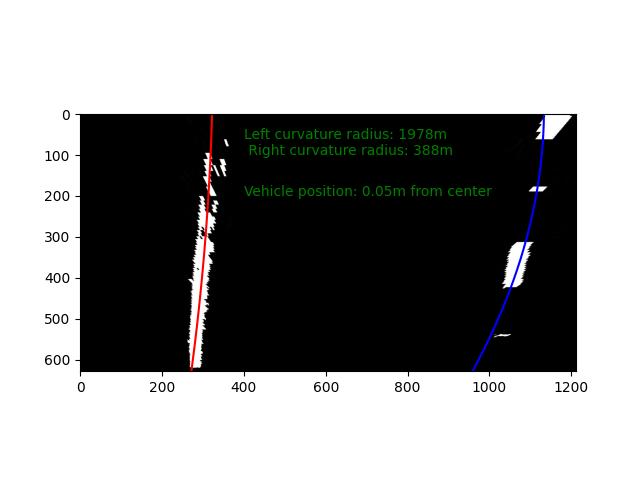 Left curvature radius: 1978m
Right curvature radius: 388m
Vehicle position: 0.05m from center
0
100
200
300
400
500
600
0 200 400 600 800 1000 1200